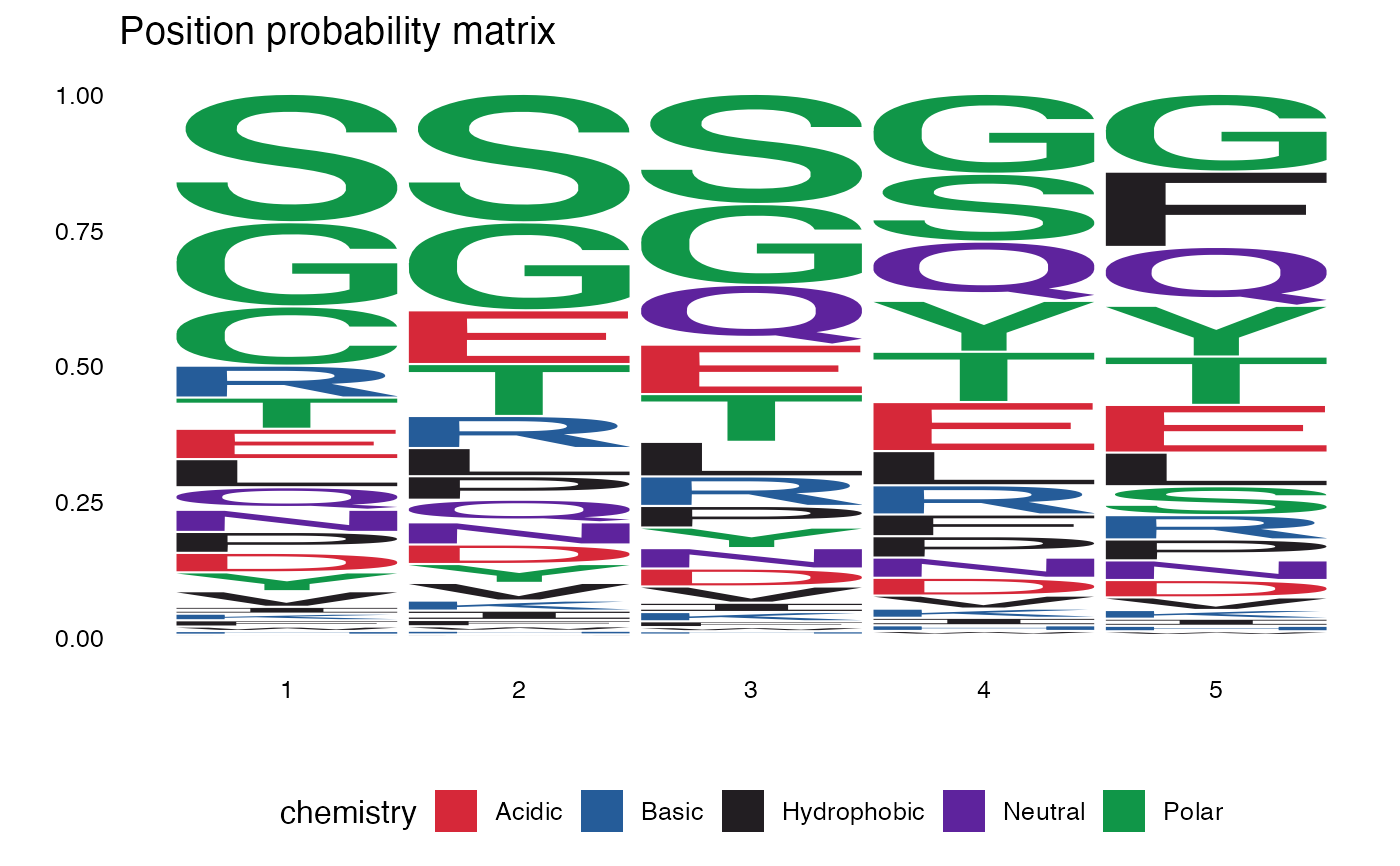 Position probability matrix
1.00
0.75
0.50
0.25
0.00
S
G
C
R
T
E
L
Q
N
P
D
Y
V
S
G
E
T
R
L
P
Q
N
D
Y
V
K
I
S
G
Q
E
T
L
R
P
Y
N
D
V
I
K
G
S
Q
Y
T
E
L
R
F
P
N
D
V
K
I
G
F
Q
Y
T
E
L
S
R
P
N
D
V
K
I
1 2 3 4 5
chemistry Acidic Basic Hydrophobic Neutral Polar